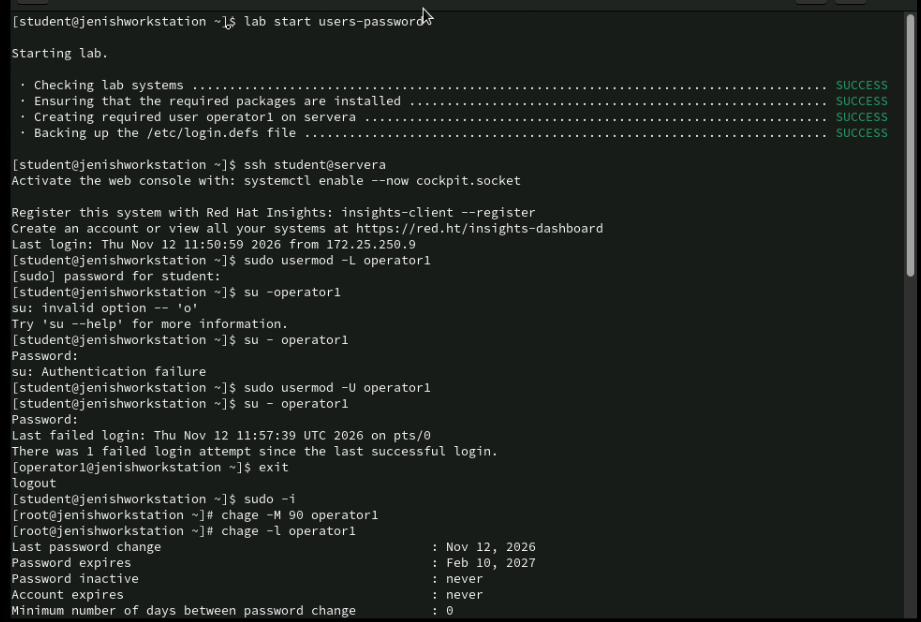 [student@jenishworkstation ~]$ lab start users-password
Starting lab.
· Checking lab systems ..................................................................................... SUCCESS
· Ensuring that the required packages are installed ........................................................ SUCCESS
· Creating required user operator1 on servera .............................................................. SUCCESS
· Backing up the /etc/login.defs file ...................................................................... SUCCESS
[student@jenishworkstation ~]$ ssh student@servera
Activate the web console with: systemctl enable --now cockpit.socket
Register this system with Red Hat Insights: insights-client --register
Create an account or view all your systems at https://red.ht/insights-dashboard
Last login: Thu Nov 12 11:50:59 2026 from 172.25.250.9
[student@jenishworkstation ~]$ sudo usermod -L operator1
[sudo] password for student:
[student@jenishworkstation ~]$ su -operator1
su: invalid option -- 'o'
Try 'su --help' for more information.
[student@jenishworkstation ~]$ su - operator1
Password:
su: Authentication failure
[student@jenishworkstation ~]$ sudo usermod -U operator1
[student@jenishworkstation ~]$ su - operator1
Password:
Last failed login: Thu Nov 12 11:57:39 UTC 2026 on pts/0
There was 1 failed login attempt since the last successful login.
[operator1@jenishworkstation ~]$ exit
logout
[student@jenishworkstation ~]$ sudo -i
[root@jenishworkstation ~]# chage -M 90 operator1
[root@jenishworkstation ~]# chage -l operator1
Last password change : Nov 12, 2026
Password expires : Feb 10, 2027
Password inactive : never
Account expires : never
Minimum number of days between password change : 0